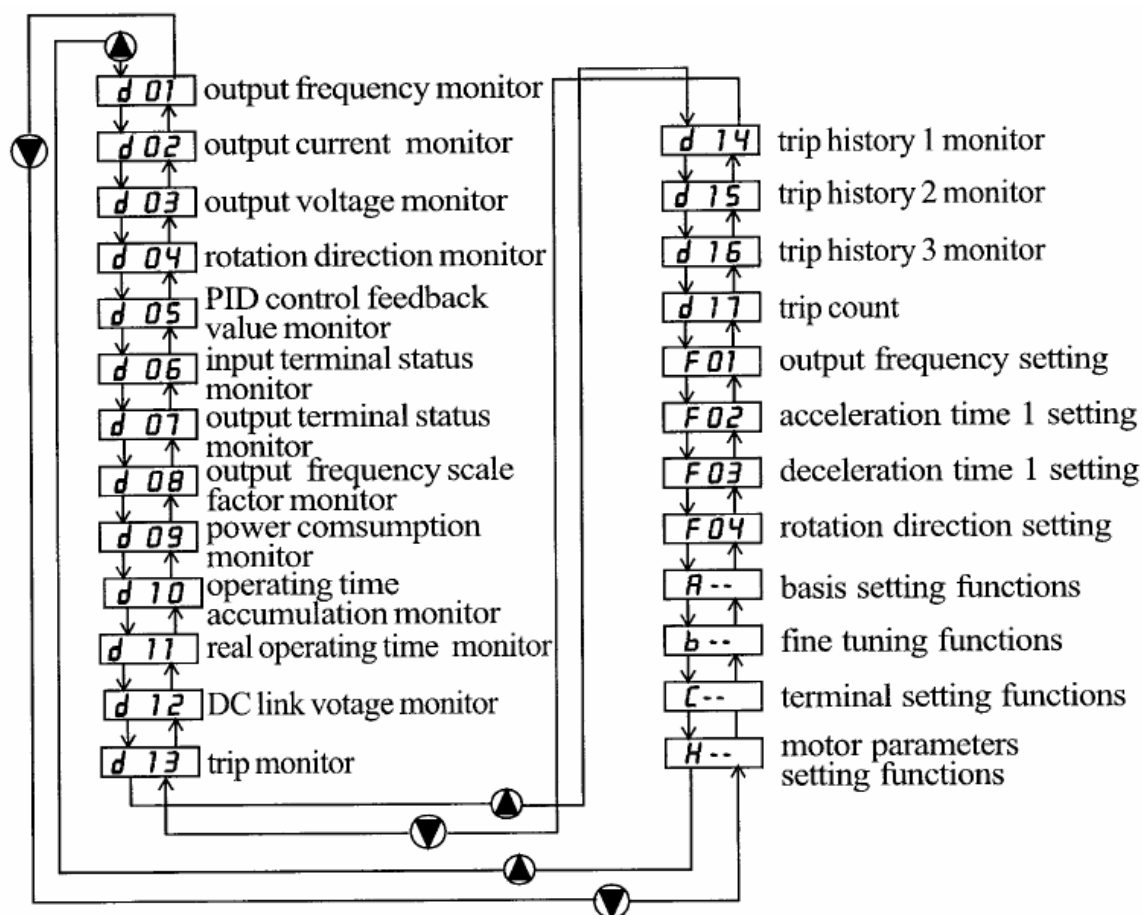 d 01 output frequency monitor
d 02 output current monitor
d 03 output voltage monitor
d 04 rotation direction monitor
d 05 PID control feedback
value monitor
d 06 input terminal status
monitor
d 07 output terminal status
monitor
d 08 output frequency scale
factor monitor
d 09 power comsumption
monitor
d 10 operating time
accumulation monitor
d 11 real operating time monitor
d 12 DC link votage monitor
d 13 trip monitor
d 14 trip history 1 monitor
d 15 trip history 2 monitor
d 16 trip history 3 monitor
d 17 trip count
F01 output frequency setting
F02 acceleration time 1 setting
F03 deceleration time 1 setting
F04 rotation direction setting
A-- basis setting functions
b-- fine tuning functions
C-- terminal setting functions
H-- motor parameters
setting functions